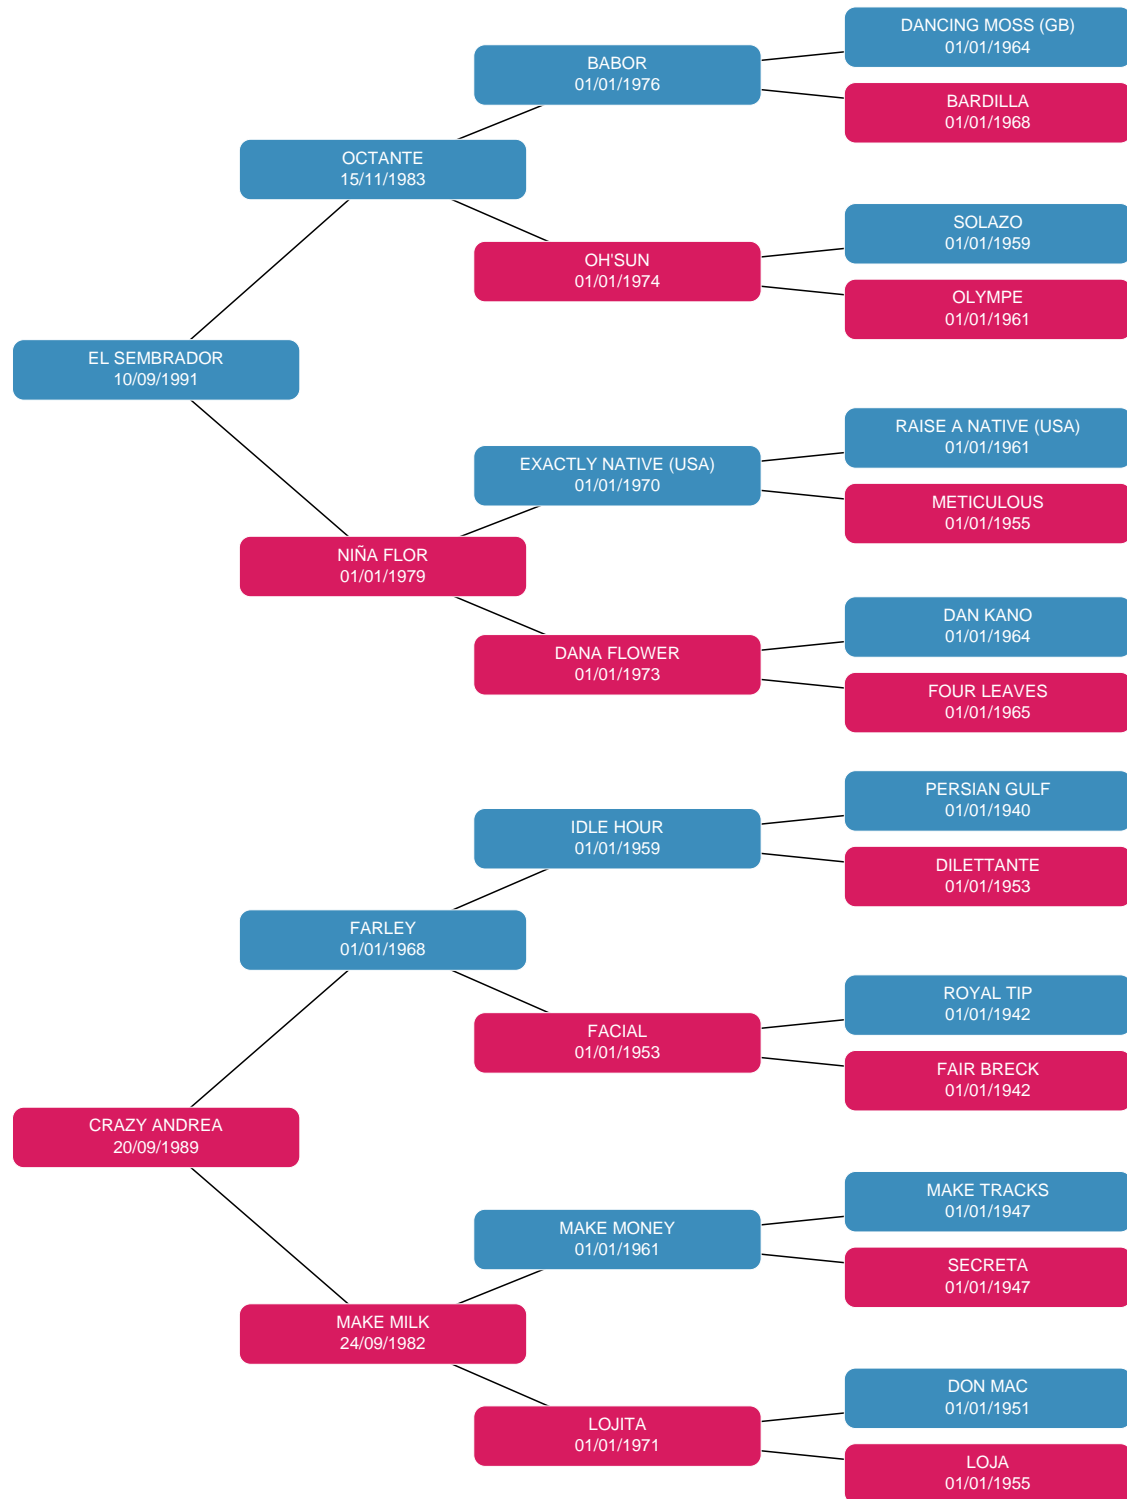 DANCING MOSS (GB)
01/01/1964
BABOR
01/01/1976
BARDILLA
01/01/1968
OCTANTE
15/11/1983
SOLAZO
01/01/1959
OH'SUN
01/01/1974
OLYMPE
01/01/1961
EL SEMBRADOR
10/09/1991
RAISE A NATIVE (USA)
01/01/1961
EXACTLY NATIVE (USA)
01/01/1970
METICULOUS
01/01/1955
NIÑA FLOR
01/01/1979
DAN KANO
01/01/1964
DANA FLOWER
01/01/1973
FOUR LEAVES
01/01/1965
PERSIAN GULF
01/01/1940
IDLE HOUR
01/01/1959
DILETTANTE
01/01/1953
FARLEY
01/01/1968
ROYAL TIP
01/01/1942
FACIAL
01/01/1953
FAIR BRECK
01/01/1942
CRAZY ANDREA
20/09/1989
MAKE TRACKS
01/01/1947
MAKE MONEY
01/01/1961
SECRETA
01/01/1947
MAKE MILK
24/09/1982
DON MAC
01/01/1951
LOJITA
01/01/1971
LOJA
01/01/1955